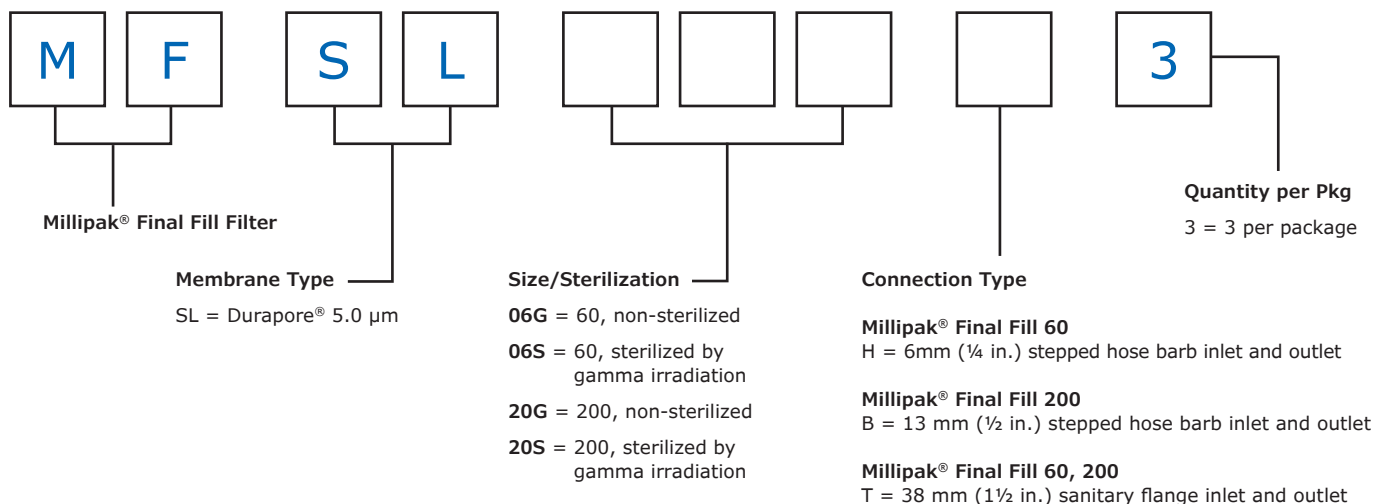 M F S L 3
Quantity per Pkg
3 = 3 per package
Millipak® Final Fill Filter
Membrane Type
SL = Durapore® 5.0 µm
Size/Sterilization
06G = 60, non-sterilized
06S = 60, sterilized by
gamma irradiation
20G = 200, non-sterilized
20S = 200, sterilized by
gamma irradiation
Connection Type
Millipak® Final Fill 60
H = 6mm (¼ in.) stepped hose barb inlet and outlet
Millipak® Final Fill 200
B = 13 mm (½ in.) stepped hose barb inlet and outlet
Millipak® Final Fill 60, 200
T = 38 mm (1½ in.) sanitary flange inlet and outlet